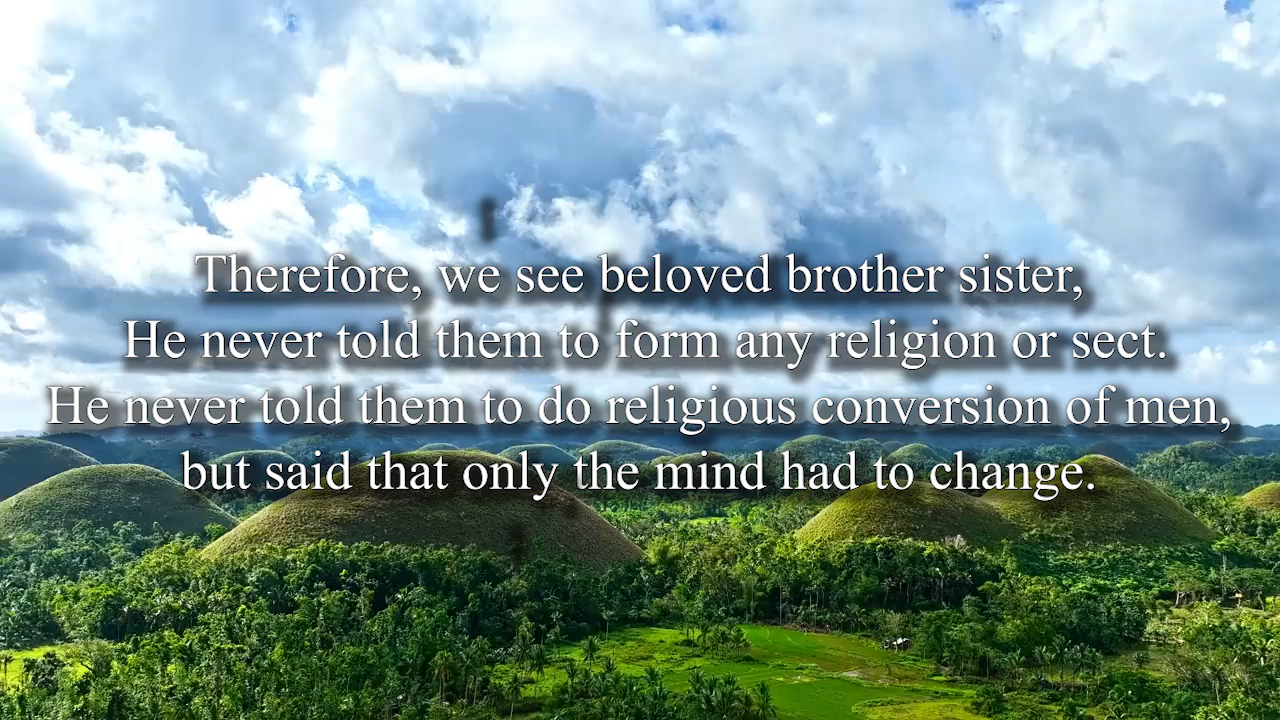 Therefore, we see beloved brother sister,
He never told them to form any religion or sect.
He never told them to do religious conversion of men,
but said that only the mind had to change.